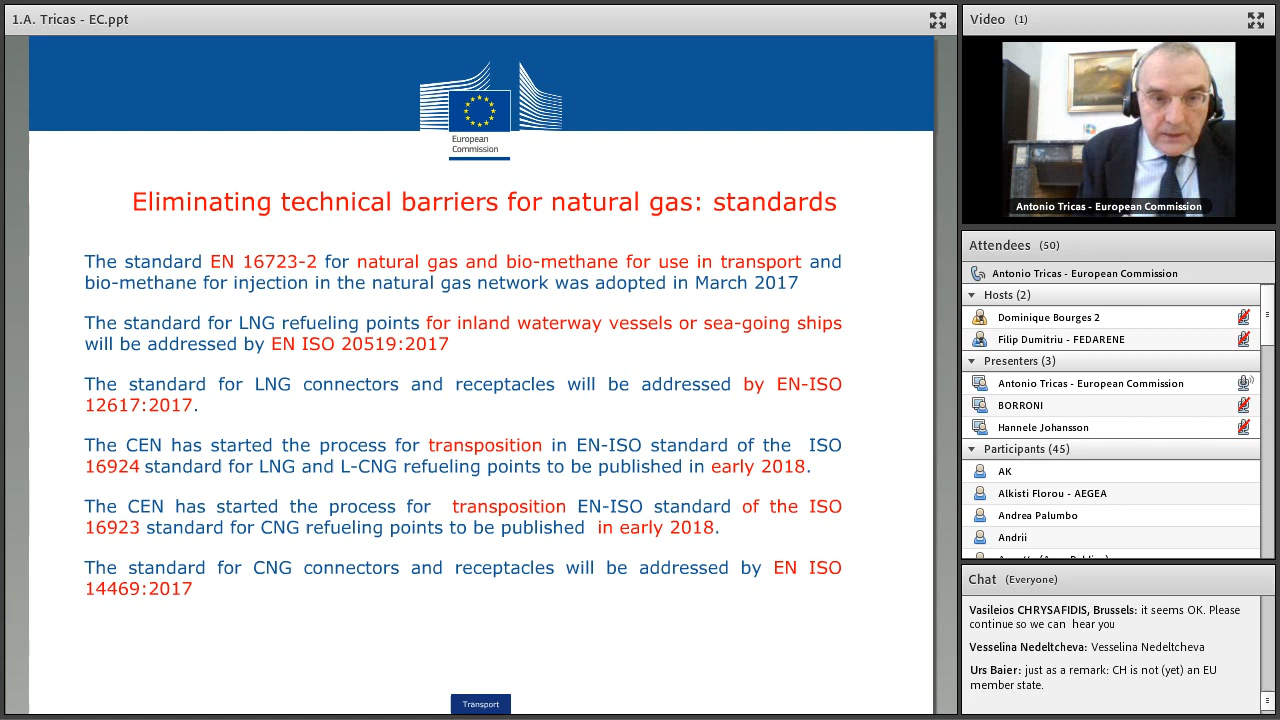 1.A. Tricas - EC.ppt
European
Commission
Eliminating technical barriers for natural gas: standards
The standard EN 16723-2 for natural gas and bio-methane for use in transport and
bio-methane for injection in the natural gas network was adopted in March 2017
The standard for LNG refueling points for inland waterway vessels or sea-going ships
will be addressed by EN ISO 20519:2017
The standard for LNG connectors and receptacles will be addressed by EN-ISO
12617:2017.
The CEN has started the process for transposition in EN-ISO standard of the ISO
16924 standard for LNG and L-CNG refueling points to be published in early 2018.
The CEN has started the process for transposition EN-ISO standard of the ISO
16923 standard for CNG refueling points to be published in early 2018.
The standard for CNG connectors and receptacles will be addressed by EN ISO
14469:2017
Transport
Video (1)
Antonio Tricas - European Commission
Attendees (50)
Antonio Tricas - European Commission
Hosts (2)
Dominique Bourges 2
Filip Dumitriu - FEDARENE
Presenters (3)
Antonio Tricas - European Commission
BORRONI
Hannele Johansson
Participants (45)
AK
Alkisti Florou - AEGEA
Andrea Palumbo
Andrii
Chat (Everyone)
Vasileios CHRYSAFIDIS, Brussels: it seems OK. Please
continue so we can hear you
Vesselina Nedeltcheva: Vesselina Nedeltcheva
Urs Baier: just as a remark: CH is not (yet) an EU
member state.